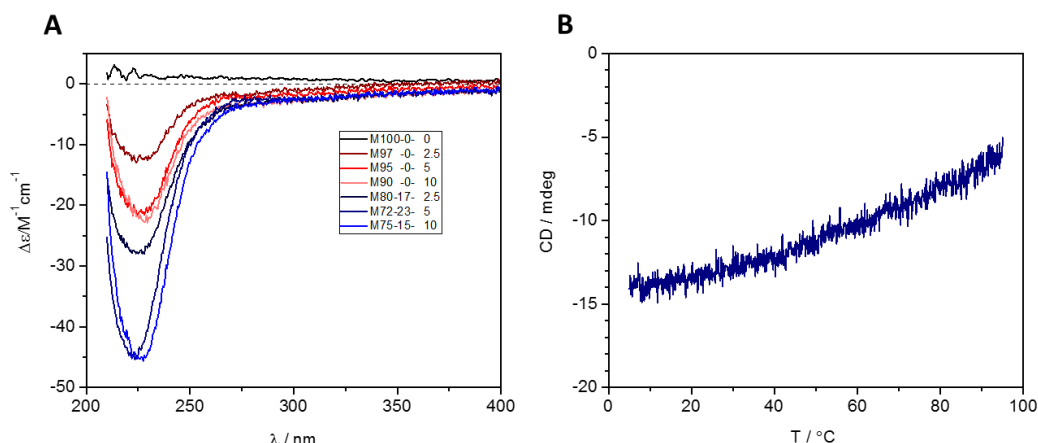 A
B
0
-10
-20
-30
-40
-50
Δε/M⁻¹ cm⁻¹
M100-0- 0
M97 -0- 2.5
M95 -0- 5
M90 -0- 10
M80-17- 2.5
M72-23- 5
M75-15- 10
200 250 300 350 400
λ / nm
0
-5
-10
-15
-20
CD / mdeg
0 20 40 60 80 100
T / °C